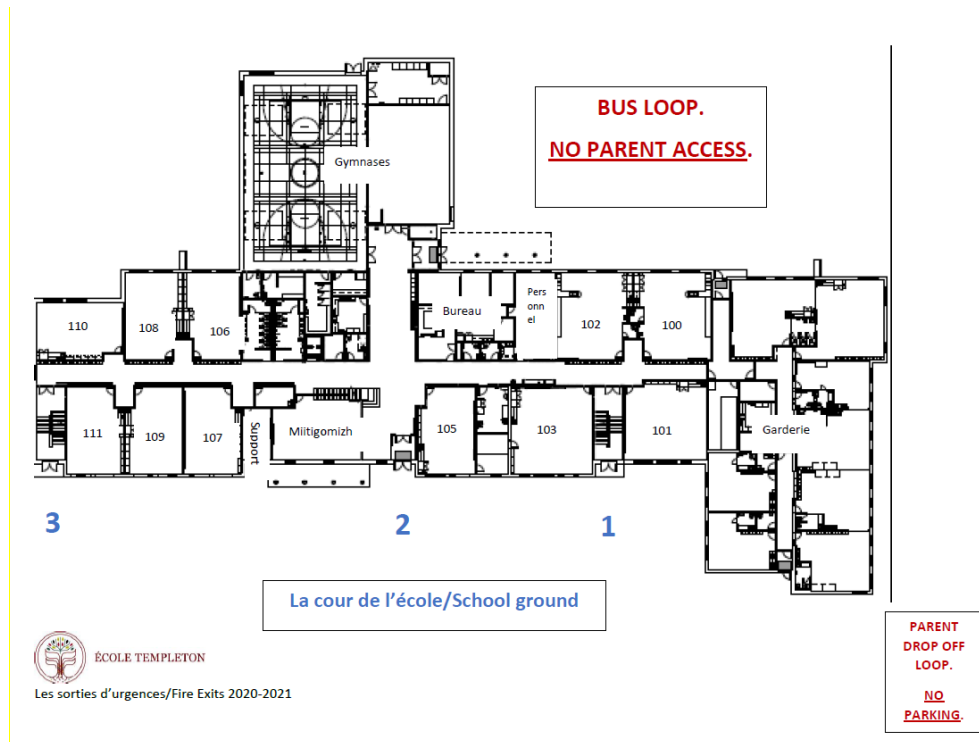 BUS LOOP.
NO PARENT ACCESS.
Gymnases
Bureau
Pers
onn
el
102
100
110
108
106
111
109
107
Support
Miitigomizh
105
103
101
Garderie
3
2
1
La cour de l'école/School ground
ÉCOLE TEMPLETON
Les sorties d'urgences/Fire Exits 2020-2021
PARENT
DROP OFF
LOOP.
NO
PARKING.